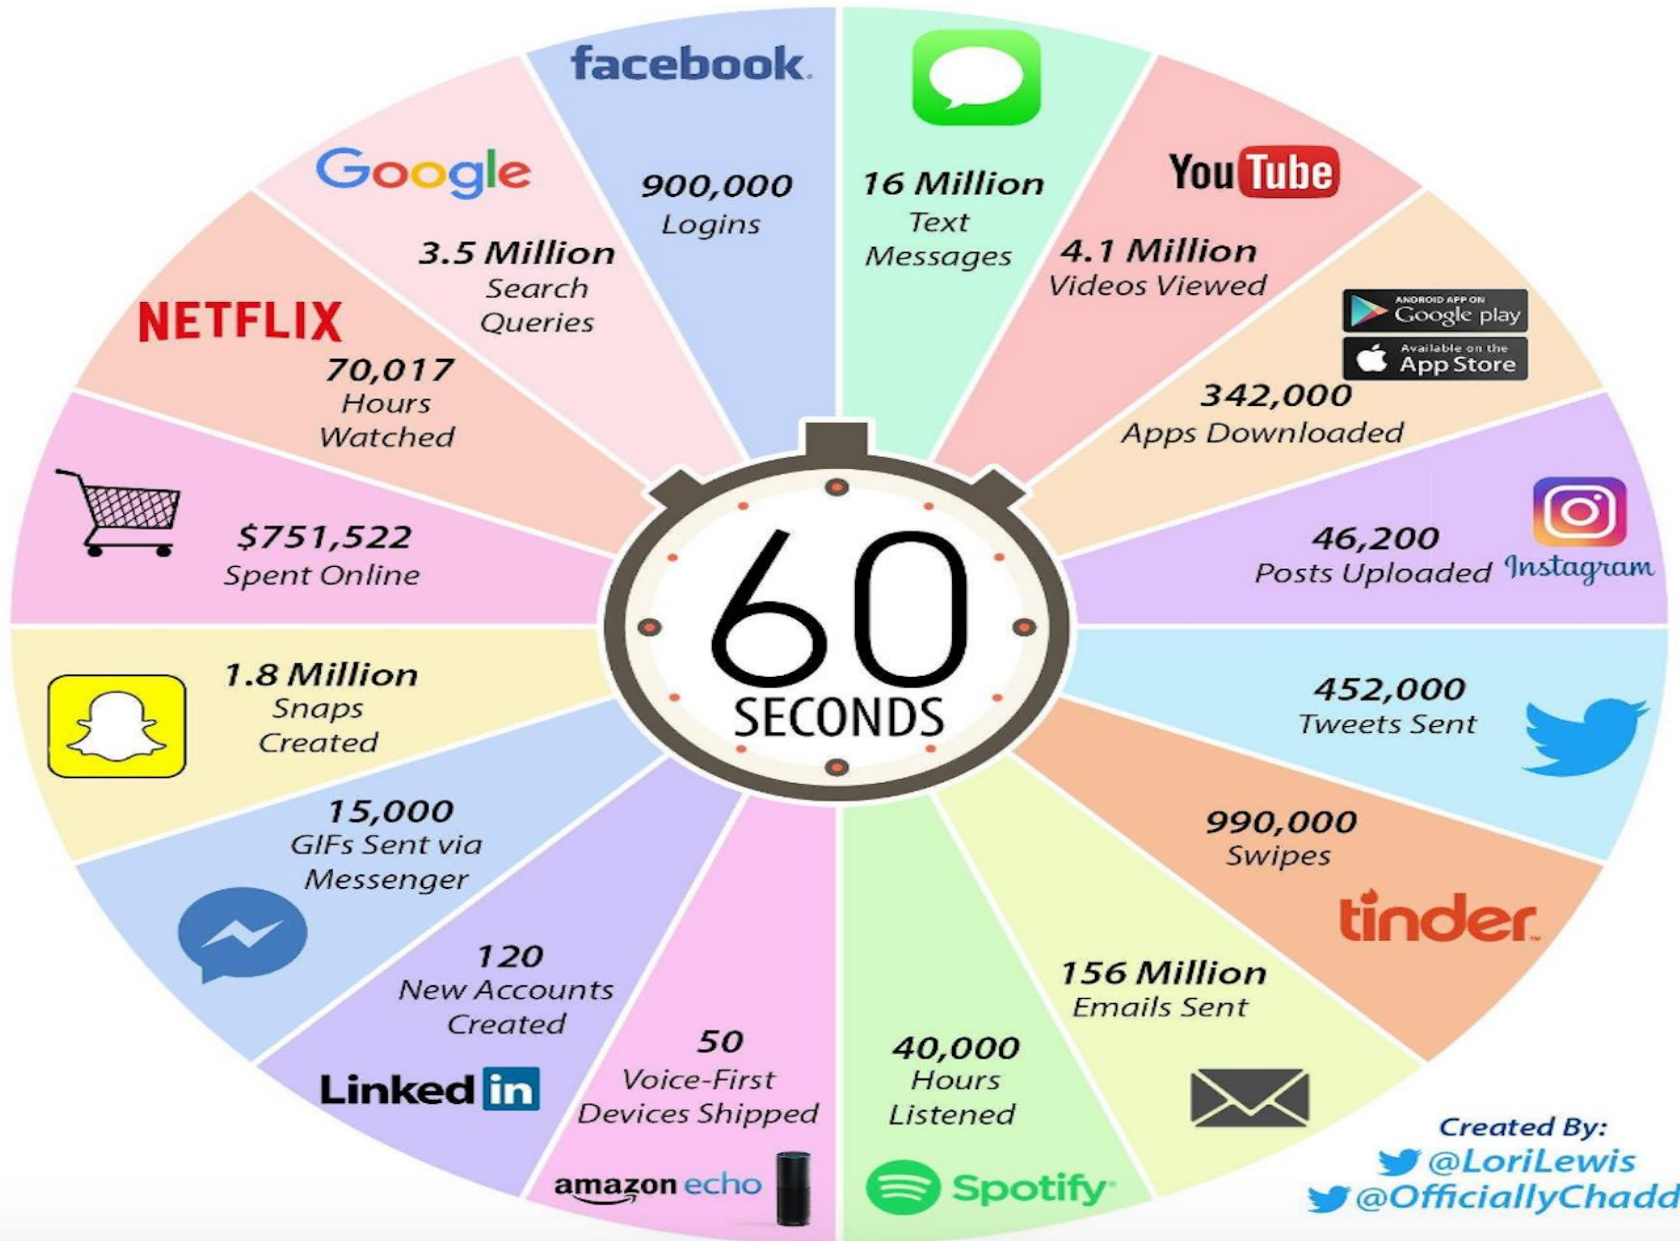 facebook.
900,000
Logins
16 Million
Text
Messages
YouTube
4.1 Million
Videos Viewed
ANDROID APP ON
Google play
Available on the
App Store
342,000
Apps Downloaded
46,200
Posts Uploaded
Instagram
452,000
Tweets Sent
990,000
Swipes
tinder
156 Million
Emails Sent
40,000
Hours
Listened
Spotify
50
Voice-First
Devices Shipped
amazon echo
120
New Accounts
Created
Linked in
15,000
GIFs Sent via
Messenger
1.8 Million
Snaps
Created
$751,522
Spent Online
NETFLIX
70,017
Hours
Watched
Google
3.5 Million
Search
Queries
60
SECONDS
Created By:
@LoriLewis
@OfficiallyChadd